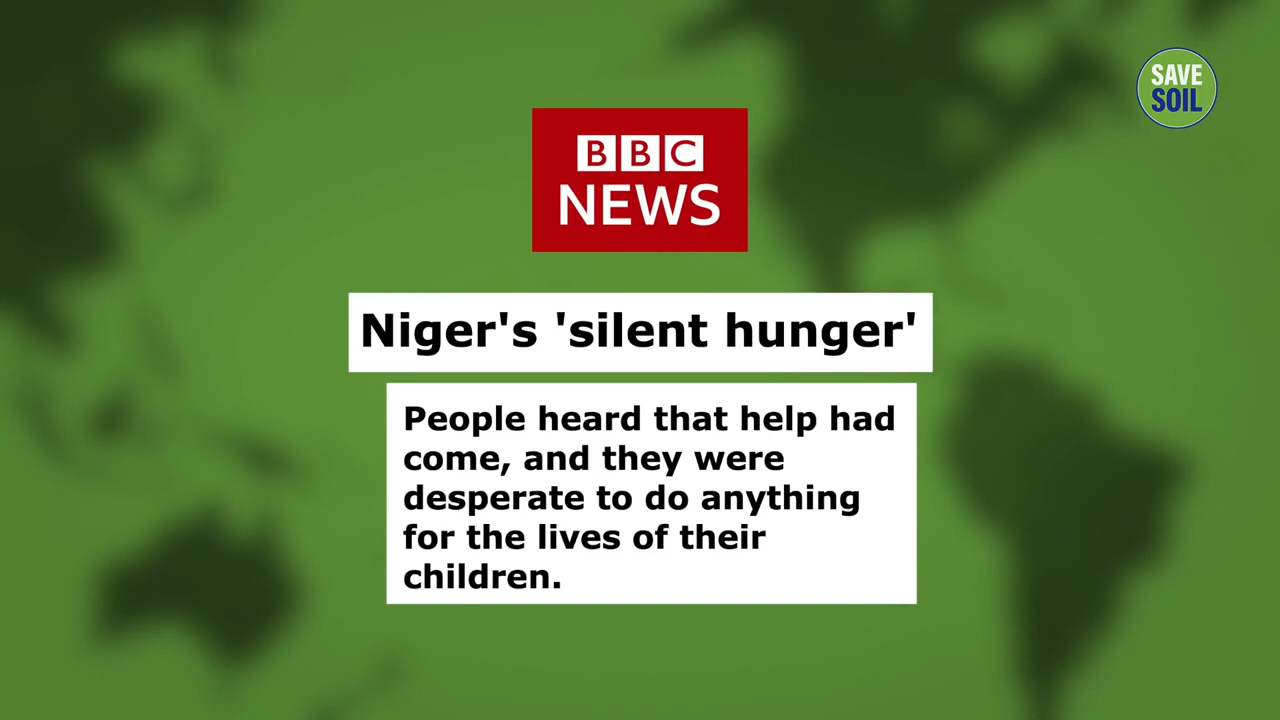 SAVE
SOIL
BBC
NEWS
Niger's 'silent hunger'
People heard that help had
come, and they were
desperate to do anything
for the lives of their
children.